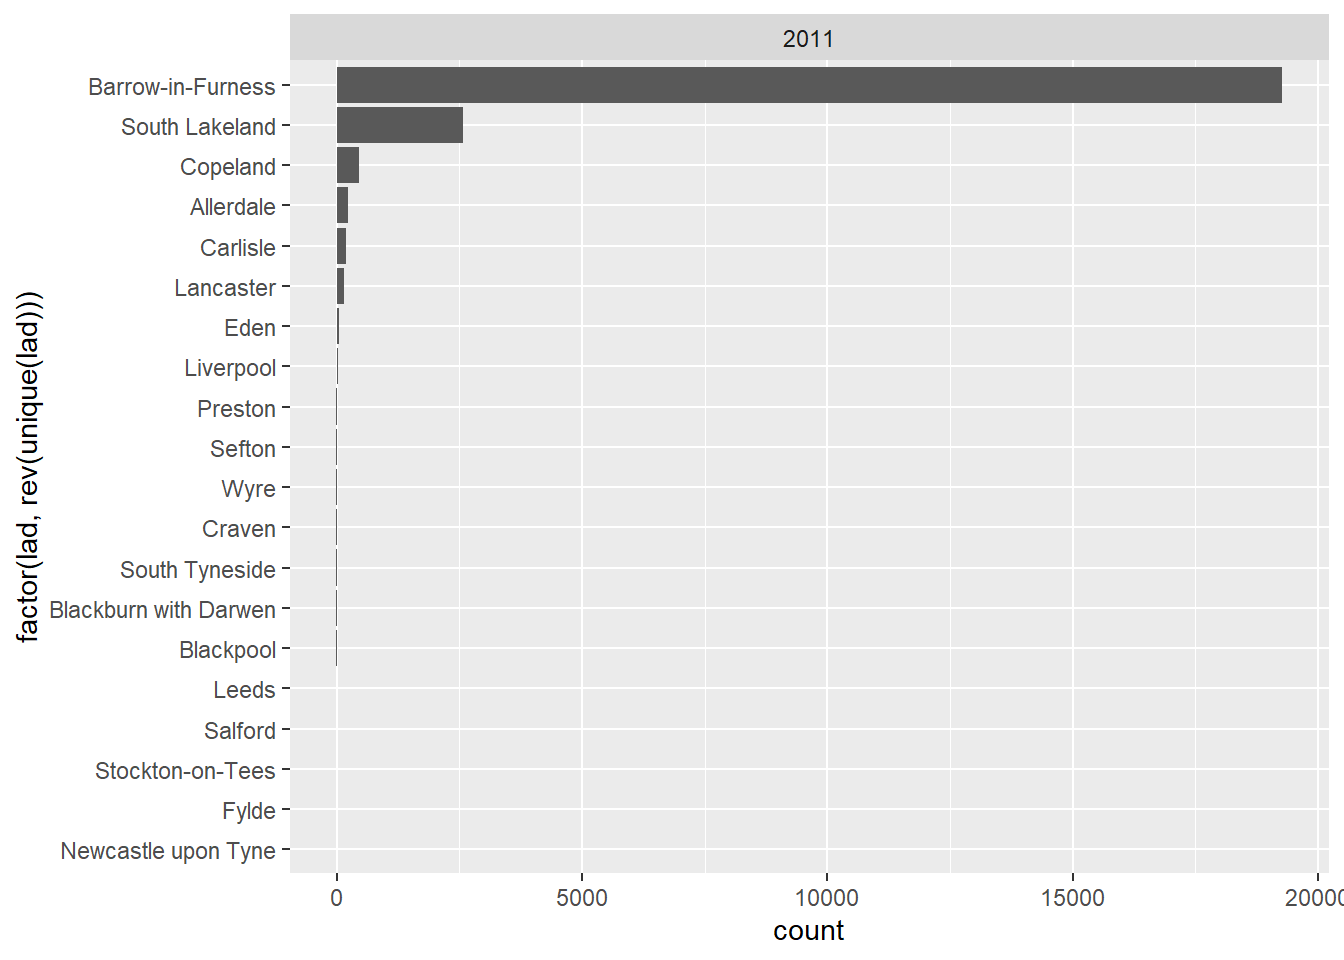 2011
Barrow-in-Furness
South Lakeland
Copeland
Allerdale
Carlisle
Lancaster
Eden
Liverpool
Preston
Sefton
Wyre
Craven
South Tyneside
Blackburn with Darwen
Blackpool
Leeds
Salford
Stockton-on-Tees
Fylde
Newcastle upon Tyne
factor(lad, rev(unique(lad)))
0 5000 10000 15000 20000
count